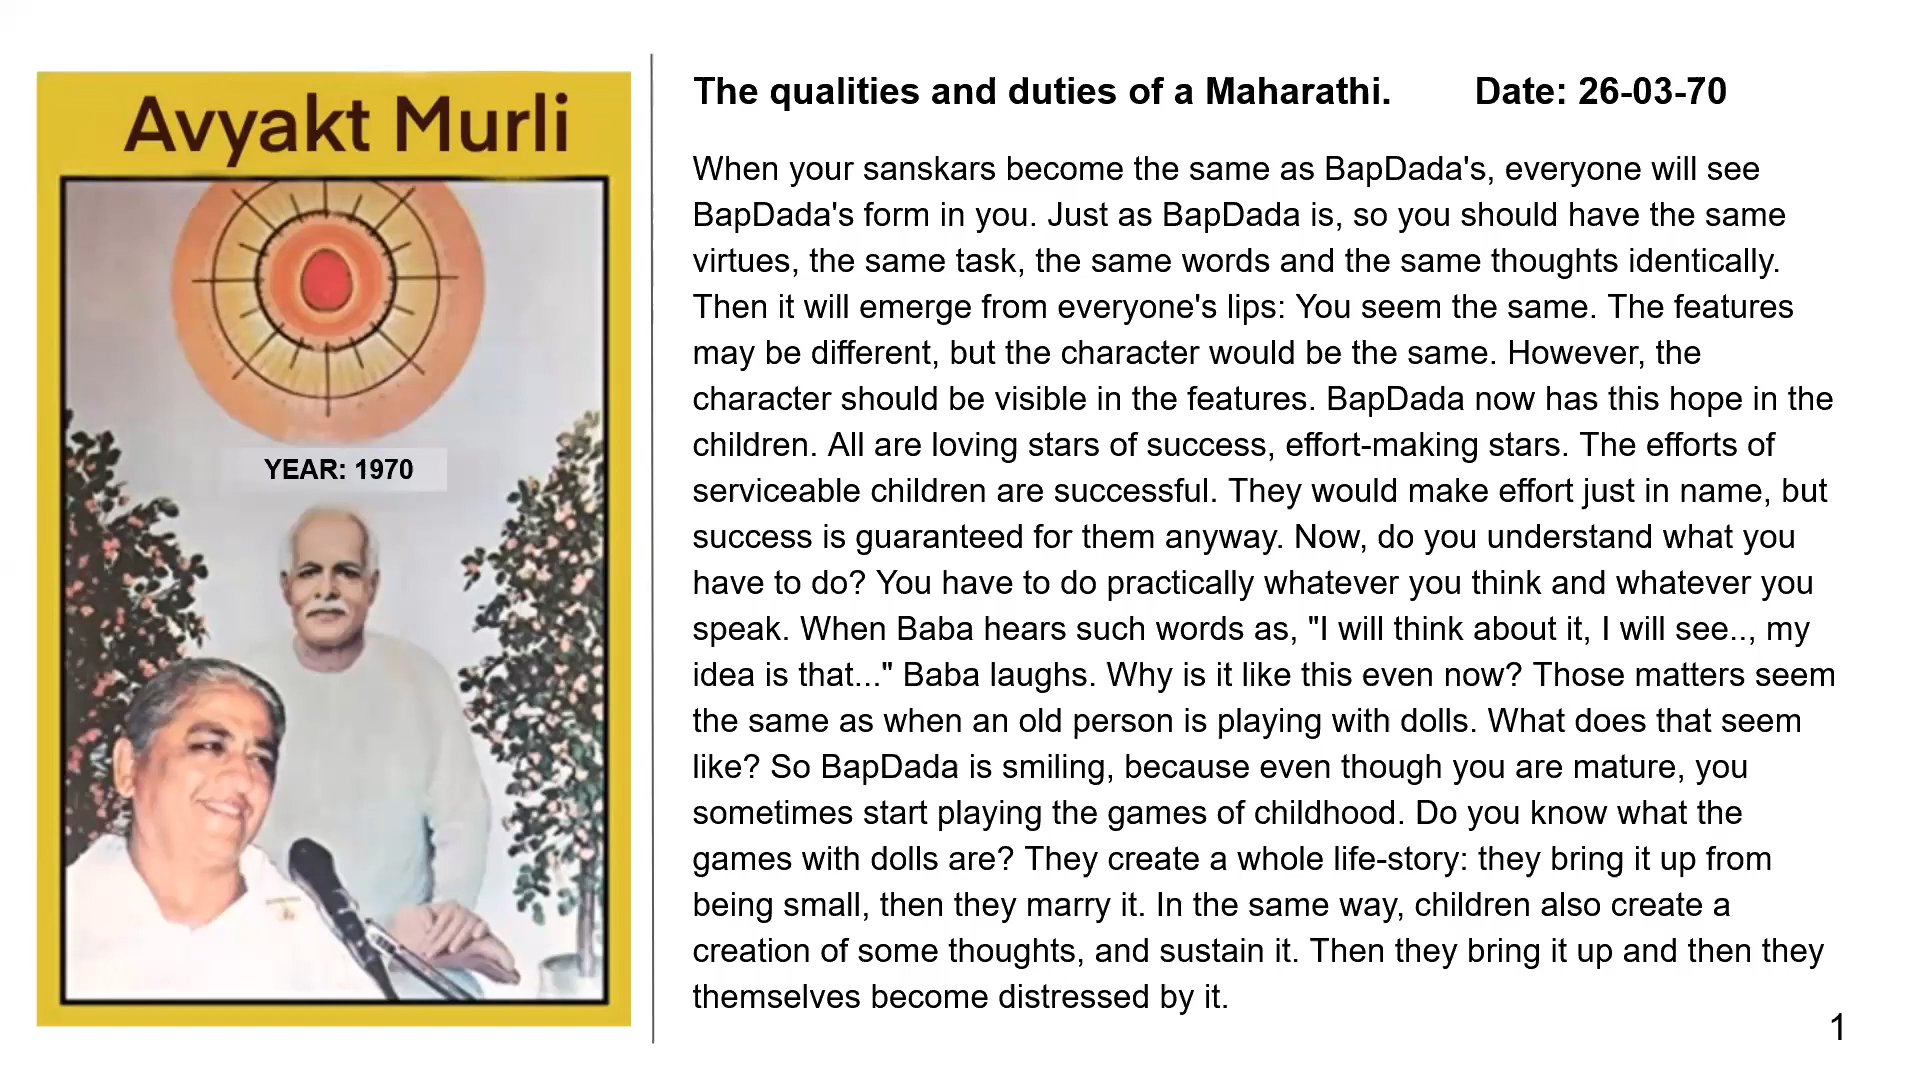 Avyakt Murli
YEAR: 1970
The qualities and duties of a Maharathi. Date: 26-03-70
When your sanskars become the same as BapDada's, everyone will see
BapDada's form in you. Just as BapDada is, so you should have the same
virtues, the same task, the same words and the same thoughts identically.
Then it will emerge from everyone's lips: You seem the same. The features
may be different, but the character would be the same. However, the
character should be visible in the features. BapDada now has this hope in the
children. All are loving stars of success, effort-making stars. The efforts of
serviceable children are successful. They would make effort just in name, but
success is guaranteed for them anyway. Now, do you understand what you
have to do? You have to do practically whatever you think and whatever you
speak. When Baba hears such words as, "I will think about it, I will see.., my
idea is that..." Baba laughs. Why is it like this even now? Those matters seem
the same as when an old person is playing with dolls. What does that seem
like? So BapDada is smiling, because even though you are mature, you
sometimes start playing the games of childhood. Do you know what the
games with dolls are? They create a whole life-story: they bring it up from
being small, then they marry it. In the same way, children also create a
creation of some thoughts, and sustain it. Then they bring it up and then they
themselves become distressed by it.
1